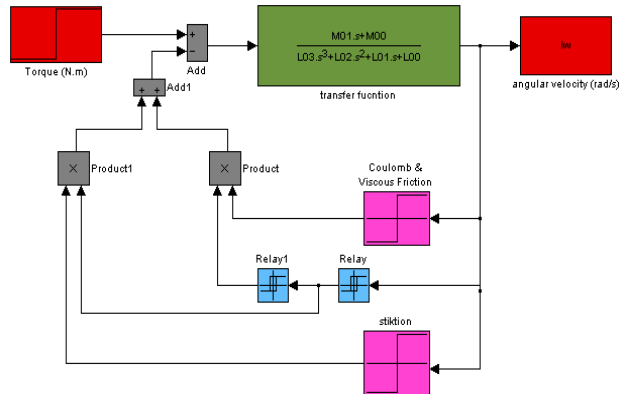 Torque (N.m)
+
−
Add
M01.s+M00
L03.s³+L02.s²+L01.s+L00
transfer fucntion
angular velocity (rad/s)
+ +
Add1
×
Product1
×
Product
Coulomb &
Viscous Friction
Relay1
Relay
stiktion